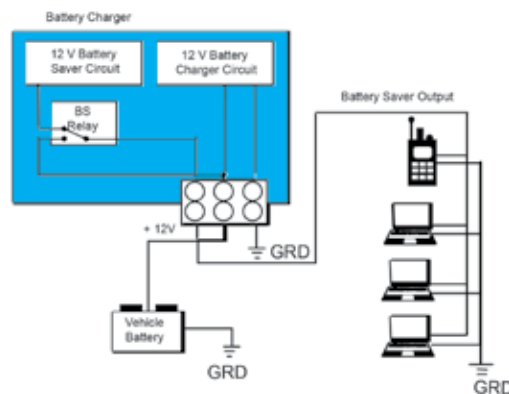 Battery Charger
12 V Battery
Saver Circuit
12 V Battery
Charger Circuit
BS
Relay
Battery Saver Output
+ 12V
GRD
Vehicle
Battery
GRD
GRD